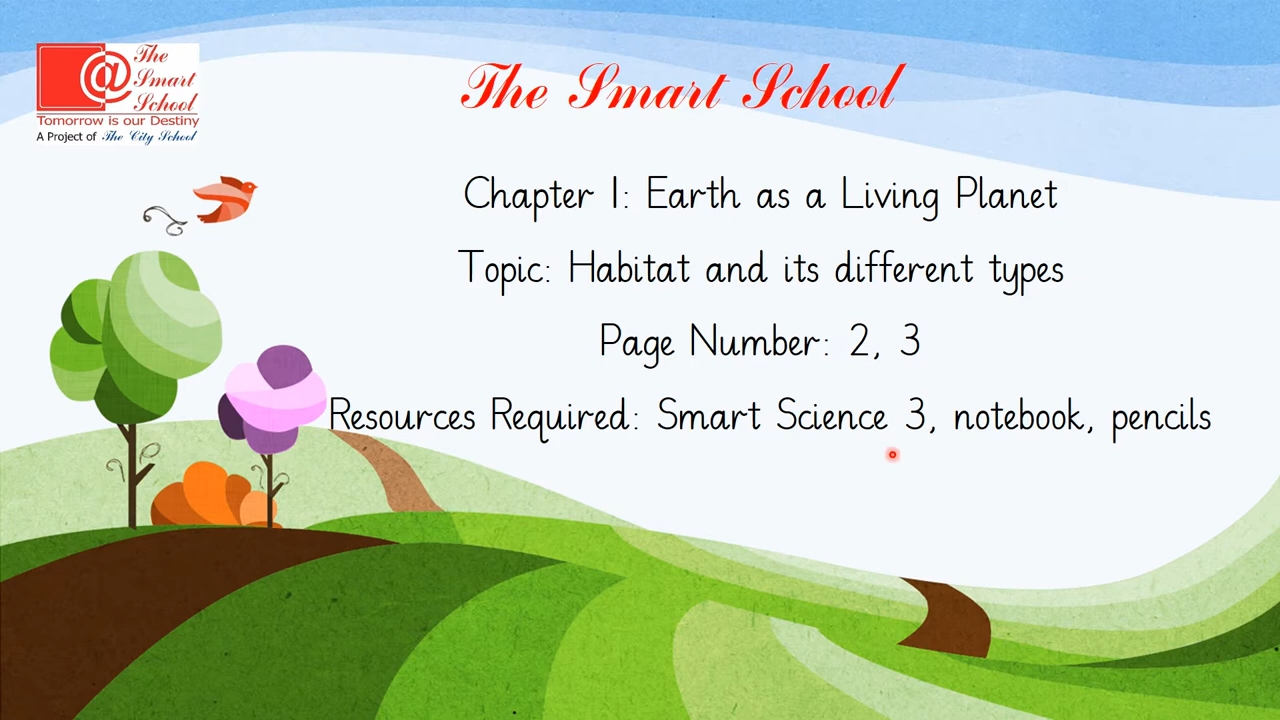 The
Smart
School
Tomorrow is our Destiny
A Project of The City School
The Smart School
Chapter 1: Earth as a Living Planet
Topic: Habitat and its different types
Page Number: 2, 3
Resources Required: Smart Science 3, notebook, pencils